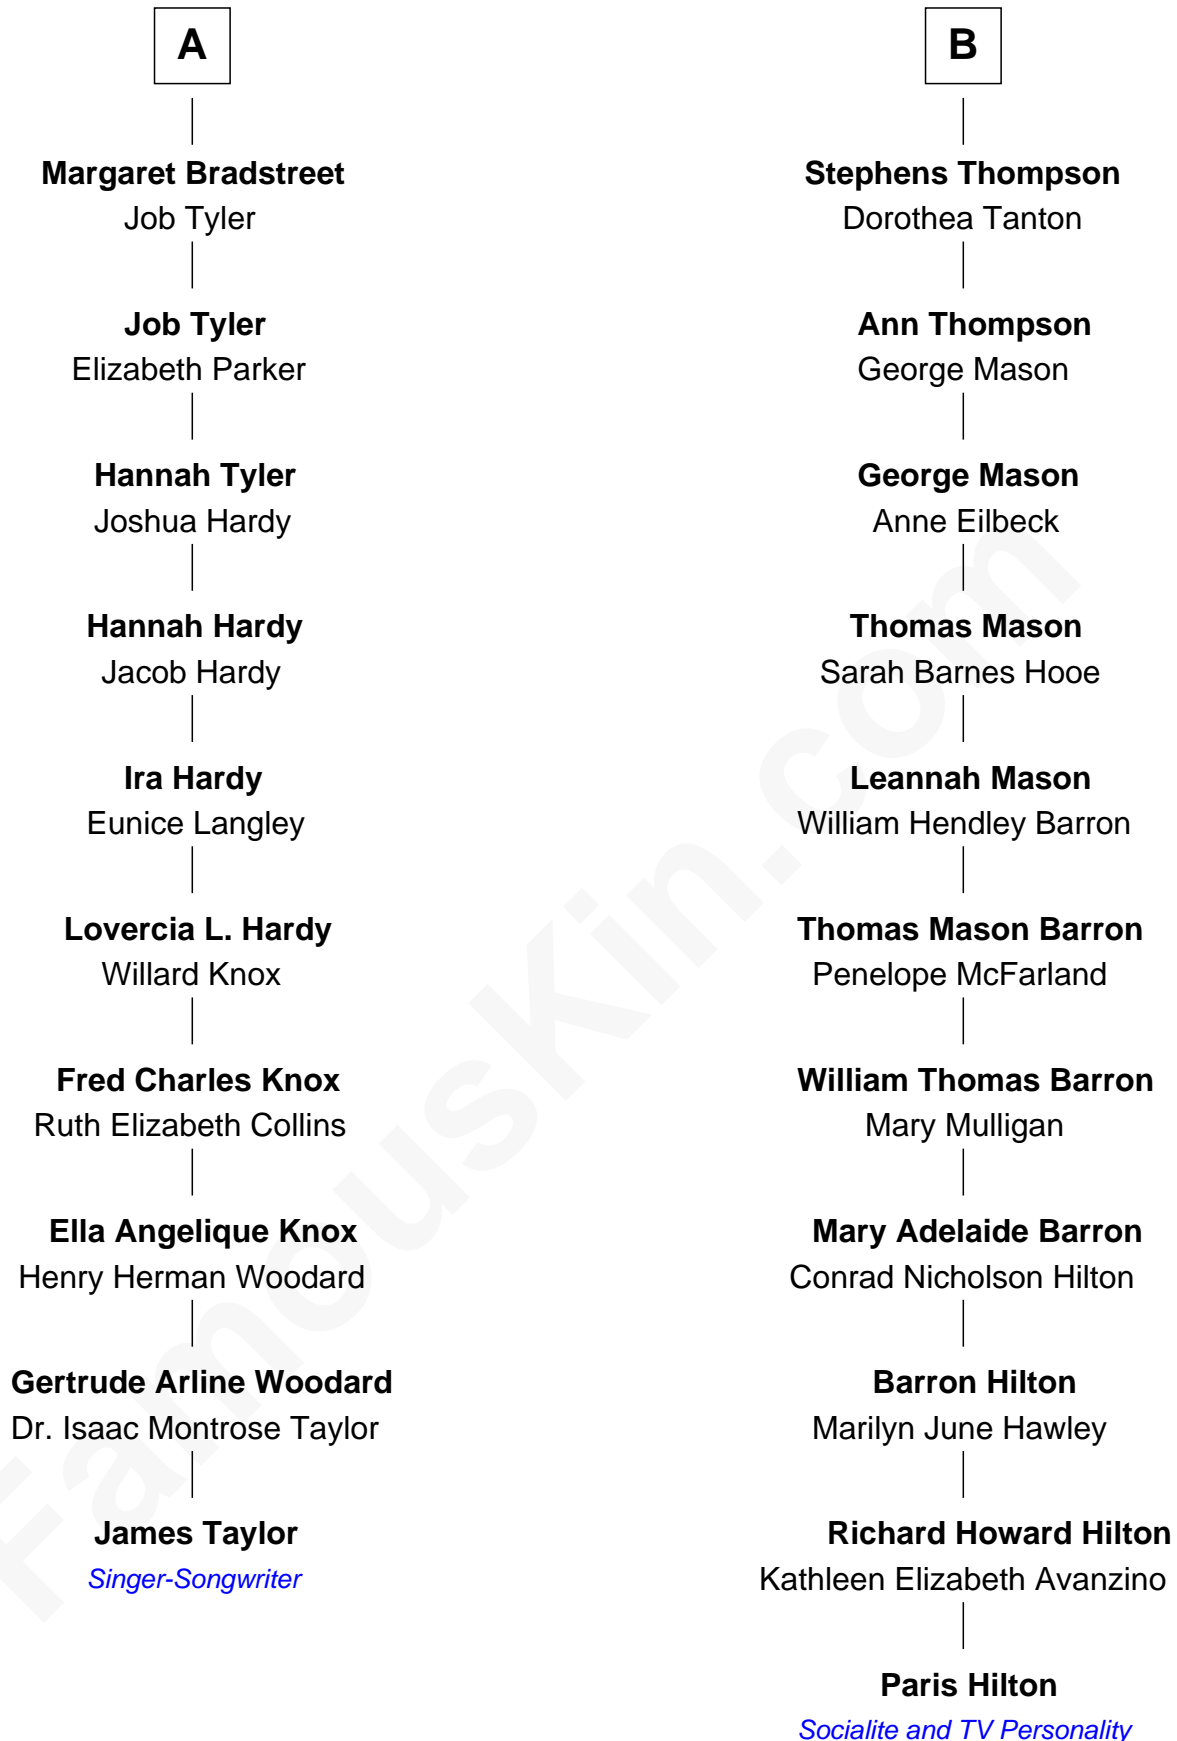 A
Margaret Bradstreet
Job Tyler
Job Tyler
Elizabeth Parker
Hannah Tyler
Joshua Hardy
Hannah Hardy
Jacob Hardy
Ira Hardy
Eunice Langley
Lovercia L. Hardy
Willard Knox
Fred Charles Knox
Ruth Elizabeth Collins
Ella Angelique Knox
Henry Herman Woodard
Gertrude Arline Woodard
Dr. Isaac Montrose Taylor
James Taylor
Singer-Songwriter
B
Stephens Thompson
Dorothea Tanton
Ann Thompson
George Mason
George Mason
Anne Eilbeck
Thomas Mason
Sarah Barnes Hooe
Leannah Mason
William Hendley Barron
Thomas Mason Barron
Penelope McFarland
William Thomas Barron
Mary Mulligan
Mary Adelaide Barron
Conrad Nicholson Hilton
Barron Hilton
Marilyn June Hawley
Richard Howard Hilton
Kathleen Elizabeth Avanzino
Paris Hilton
Socialite and TV Personality
FamousKin.com